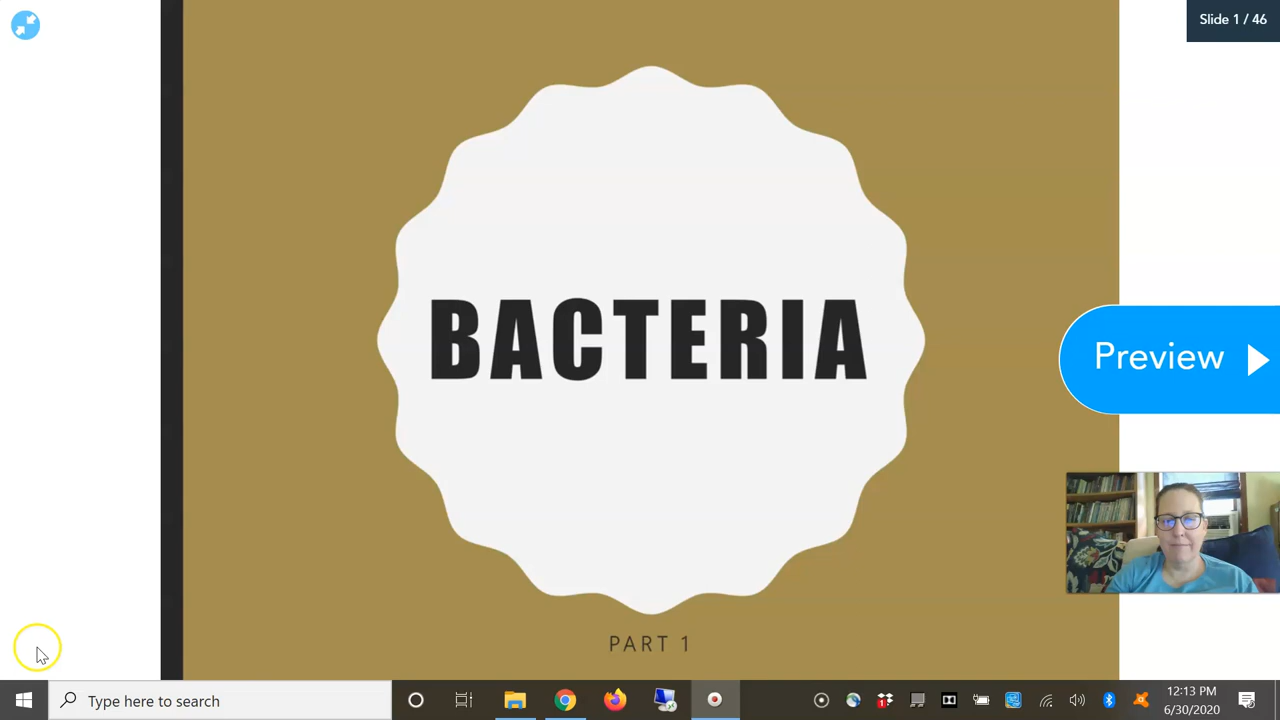 Slide 1 / 46
BACTERIA
Preview
PART 1
Type here to search
12:13 PM
6/30/2020